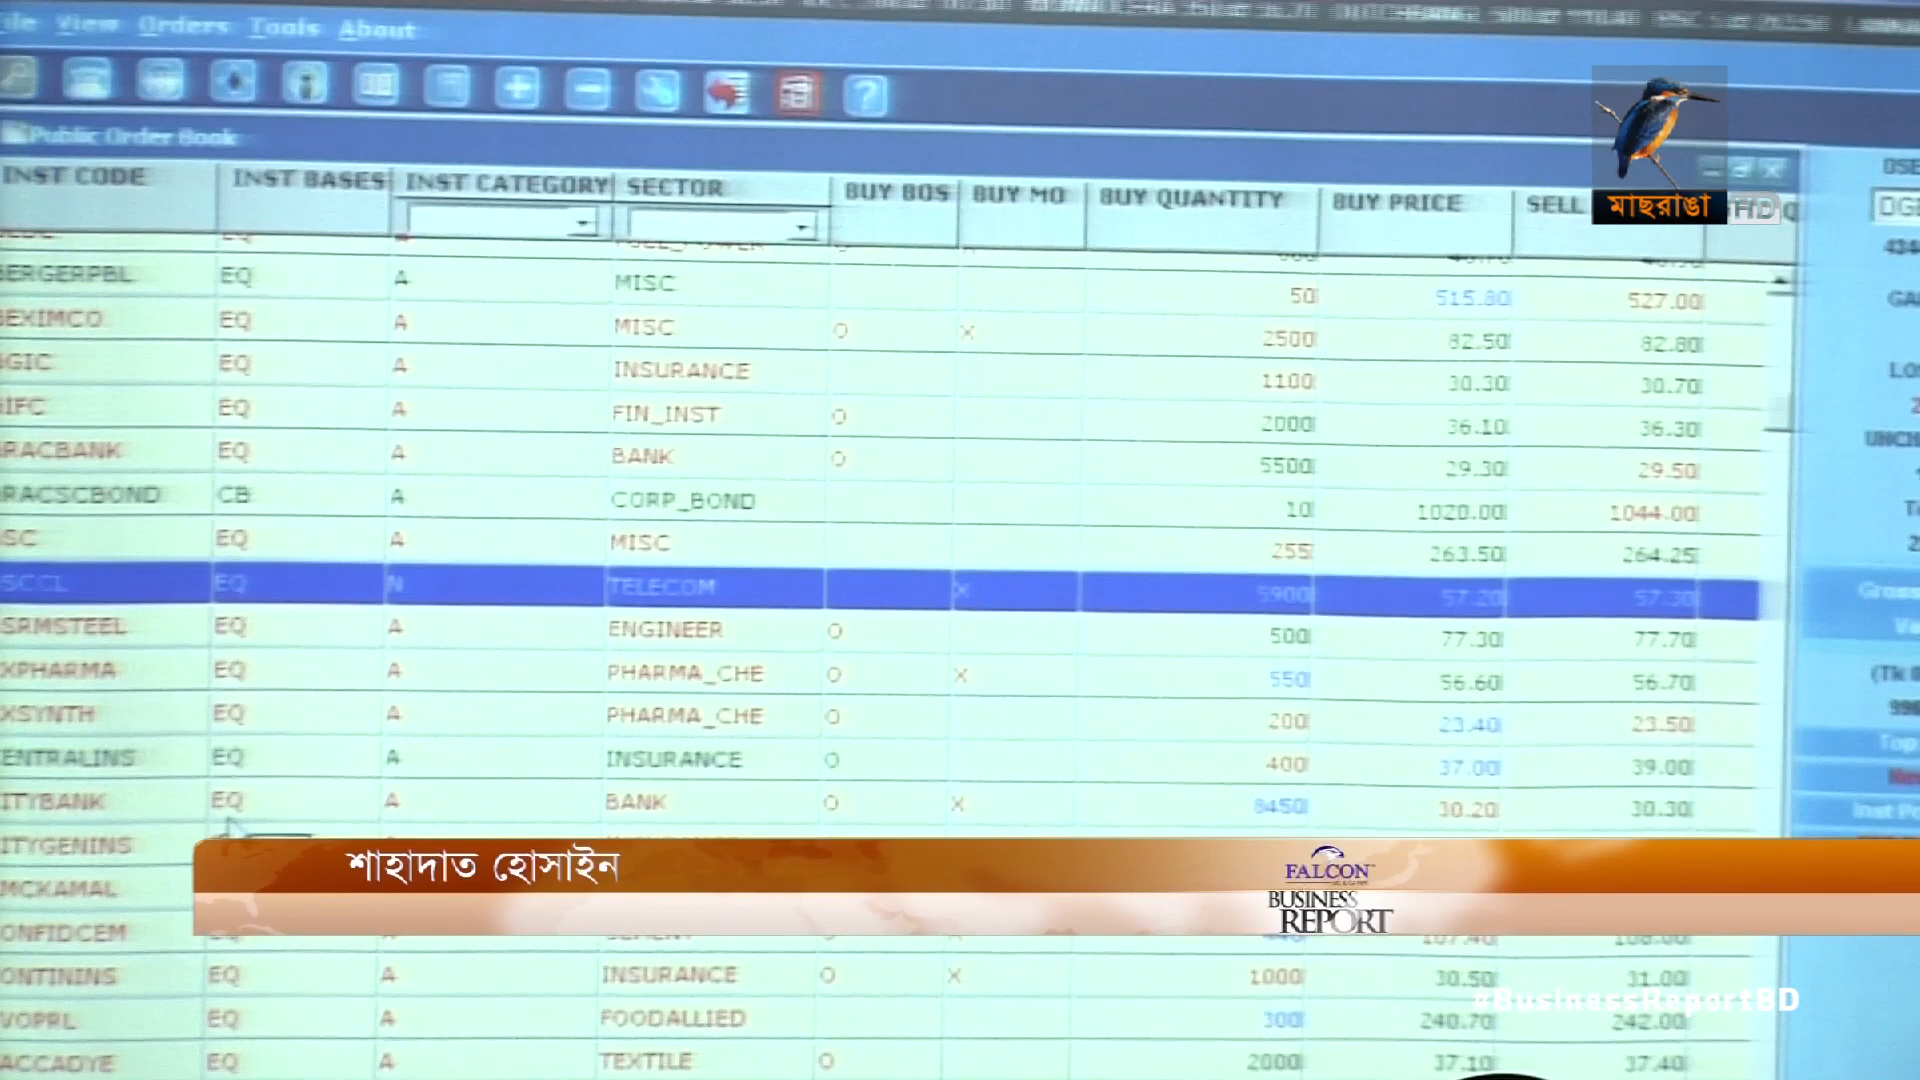 View Orders Tools About
Public Order Book
INST CODE INST BASES INST CATEGORY SECTOR BUY BOS BUY MO BUY QUANTITY BUY PRICE SELL
মাছরাঙা HD
ERGERPBL EQ A MISC 50 515.80 527.00
EXIMCO EQ A MISC O X 2500 82.50 82.80
GIC EQ A INSURANCE 1100 30.30 30.70
IFC EQ A FIN_INST O 2000 36.10 36.30
RACBANK EQ A BANK O 5500 29.30 29.50
RACSCBOND CB A CORP_BOND 10 1020.00 1044.00
SC EQ A MISC 255 263.50 264.25
SCCL EQ N TELECOM X 5900 57.20 57.30
SRMSTEEL EQ A ENGINEER O 500 77.30 77.70
XPHARMA EQ A PHARMA_CHE O X 550 56.60 56.70
XSYNTH EQ A PHARMA_CHE O 200 23.40 23.50
ENTRALINS EQ A INSURANCE O 400 37.00 39.00
ITYBANK EQ A BANK O X 8450 30.20 30.30
ITYGENINS
MCKAMAL
ONFIDCEM
ONTININS EQ A INSURANCE O X 1000 30.50 31.00
VOPRL EQ A FOODALLIED 300 240.70 242.00
ACCADYE EQ A TEXTILE O 2000 37.10 37.40
শাহাদাত হোসাইন
FALCON
BUSINESS
REPORT
#BusinessReportBD